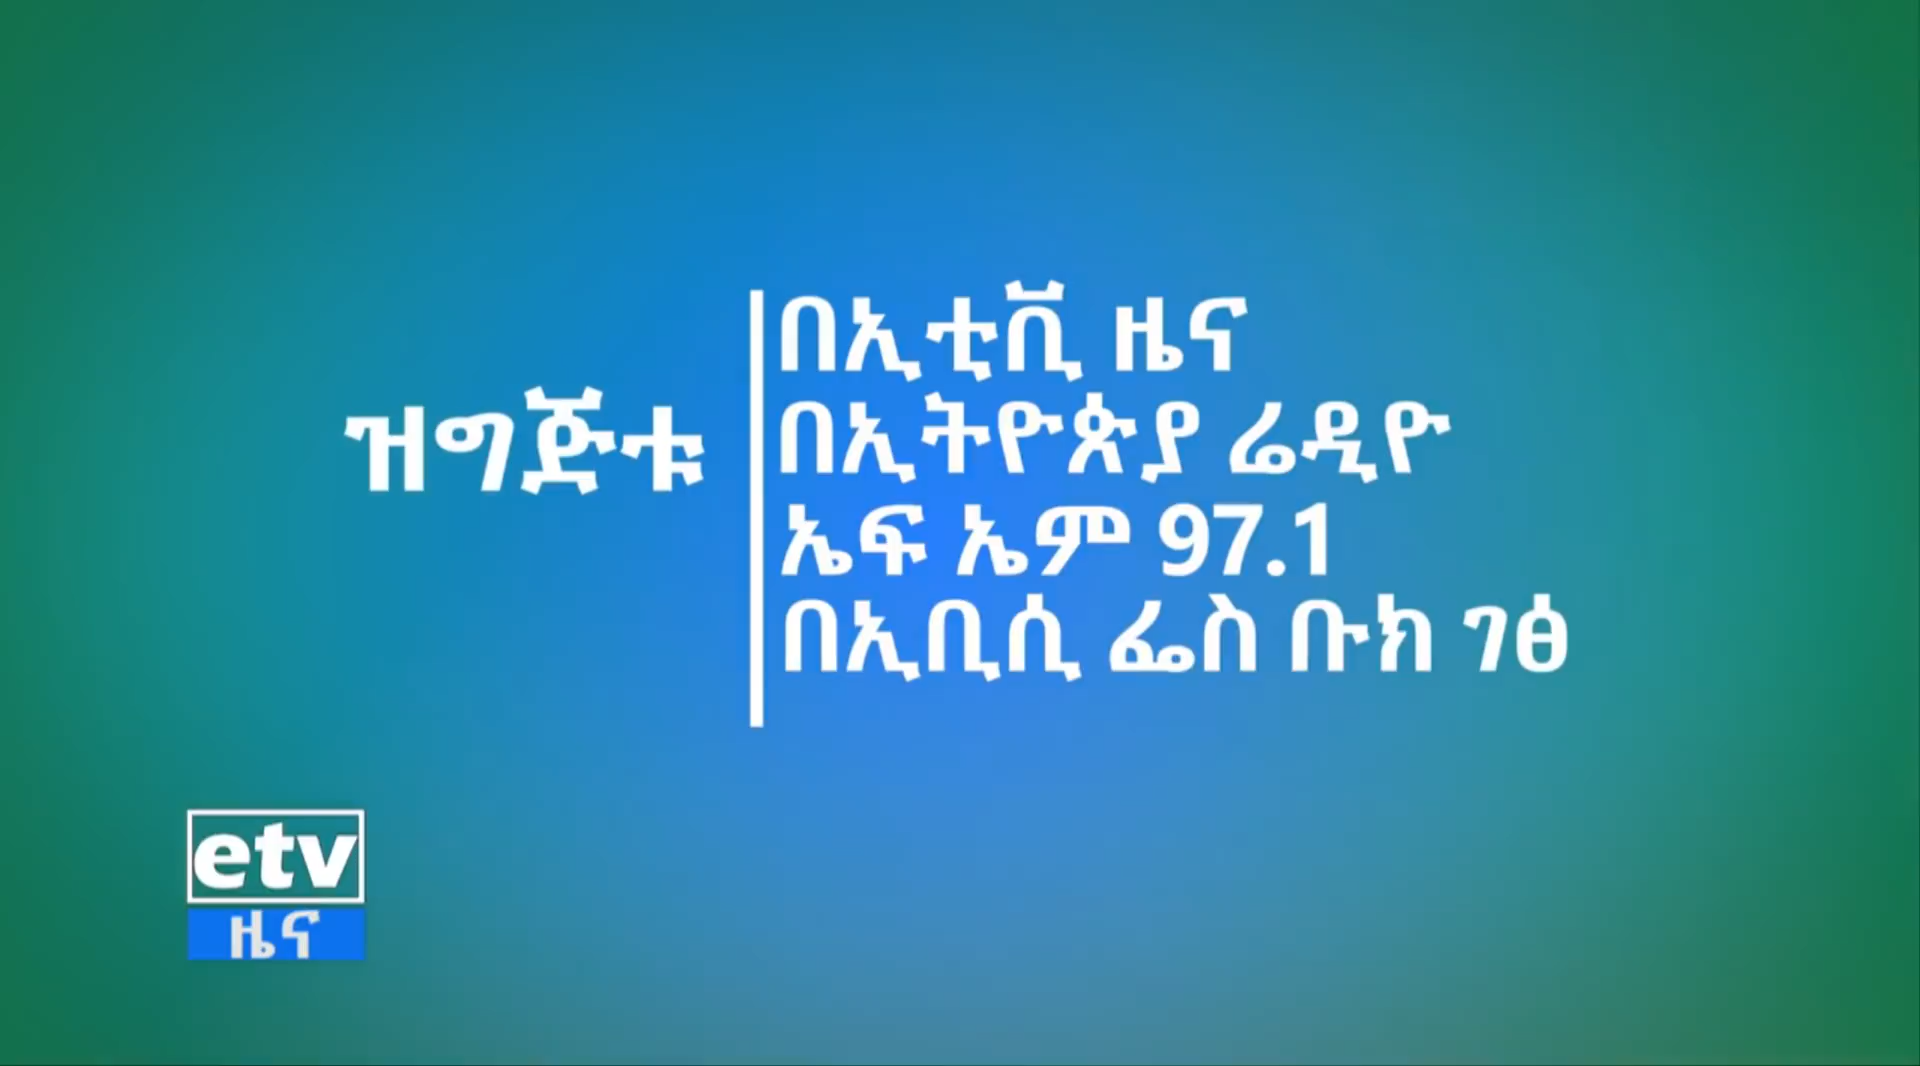 ዝግጅቱ
በኢቲቪ ዜና
በኢትዮጵያ ሬዲዮ
ኤፍ ኤም 97.1
በኢቢሲ ፌስ ቡክ ገፅ
etv
ዜና